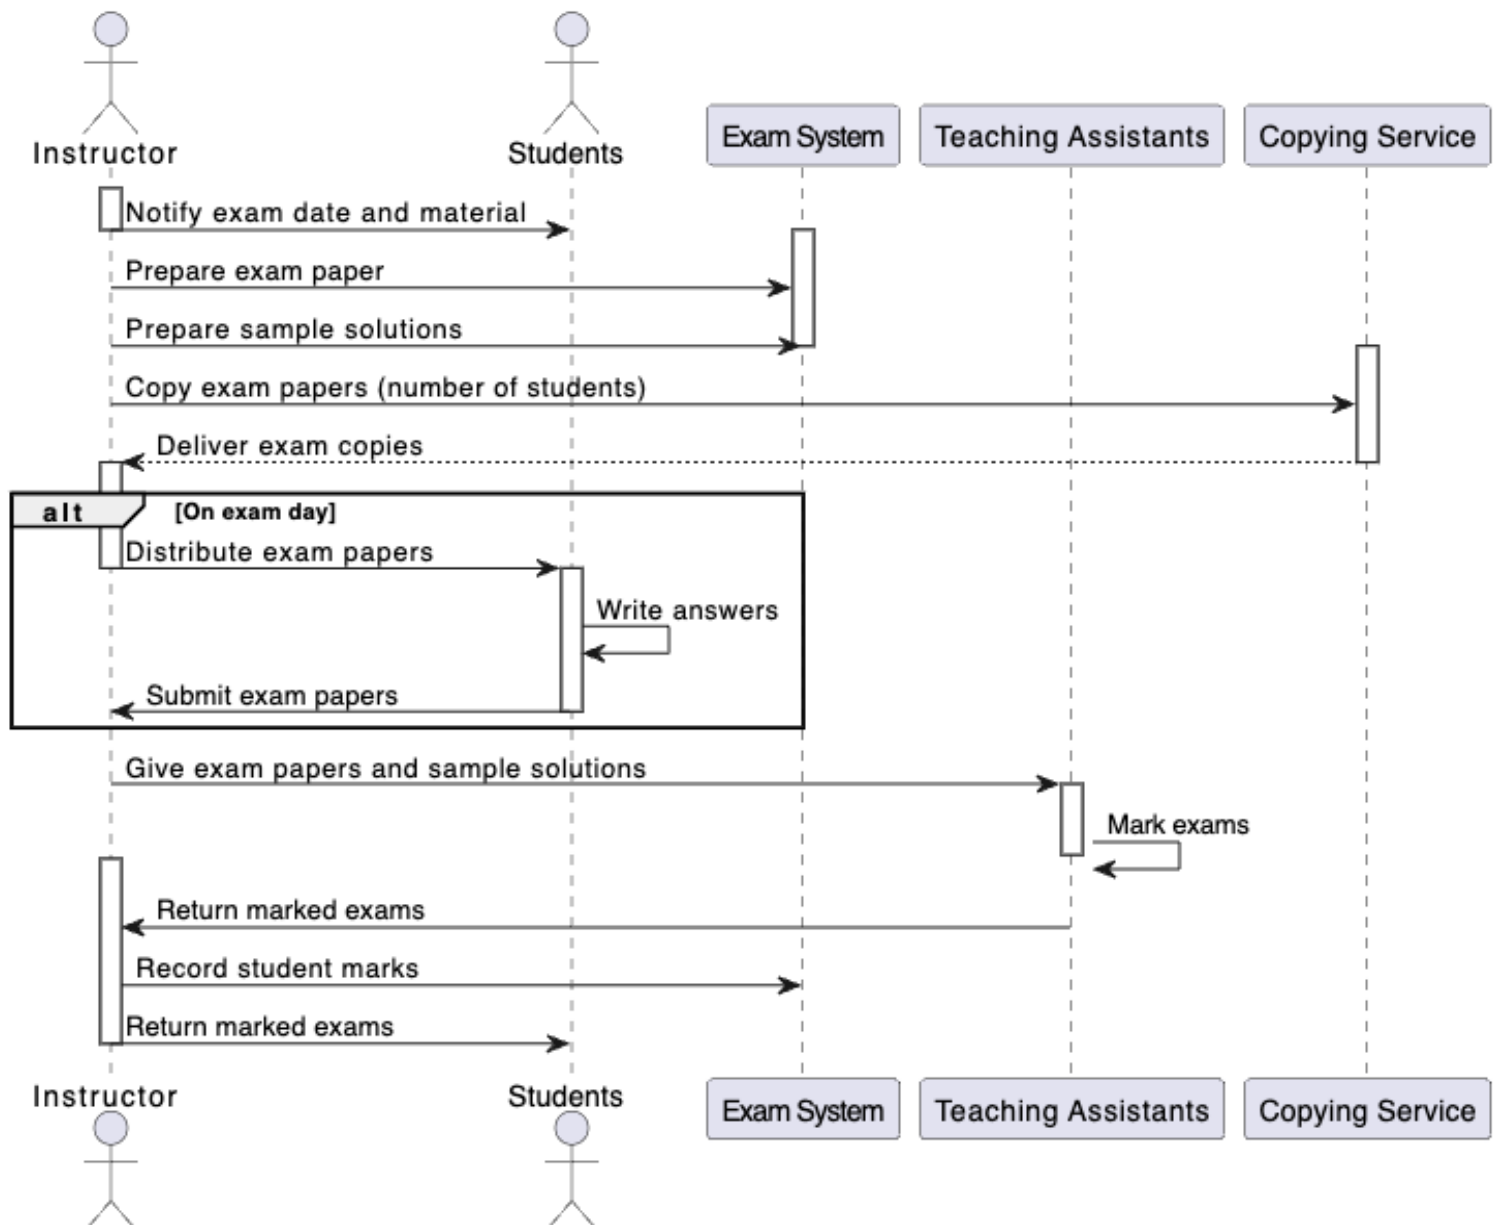 Instructor
Students
Exam System
Teaching Assistants
Copying Service
Notify exam date and material
Prepare exam paper
Prepare sample solutions
Copy exam papers (number of students)
Deliver exam copies
alt [On exam day]
Distribute exam papers
Write answers
Submit exam papers
Give exam papers and sample solutions
Mark exams
Return marked exams
Record student marks
Return marked exams
Instructor
Students
Exam System
Teaching Assistants
Copying Service